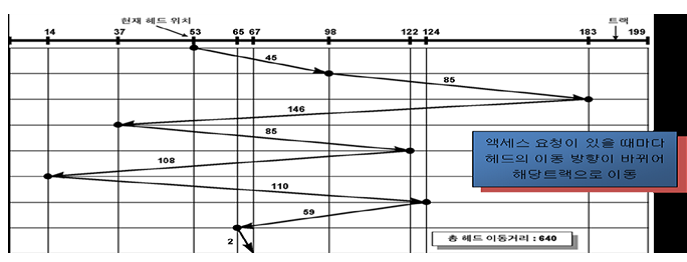 현재 헤드 위치
트랙
14 37 53 65 67 98 122 124 183 199
45
85
146
85
108
110
59
2
액세스 요청이 있을 때마다
헤드의 이동 방향이 바뀌어
해당트랙으로 이동
총 헤드 이동거리 : 640